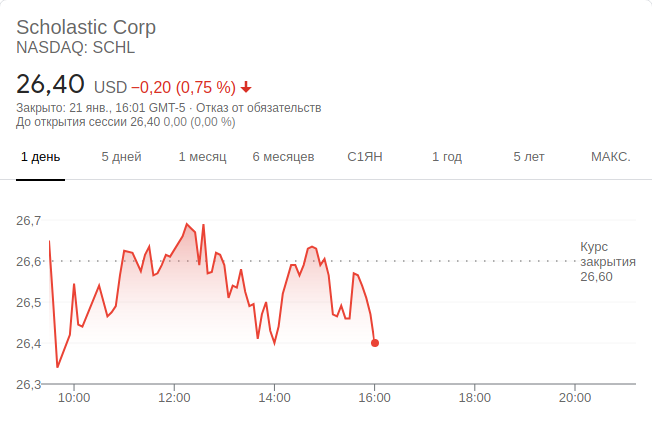 Scholastic Corp
NASDAQ: SCHL
26,40 USD −0,20 (0,75 %)
Закрыто: 21 янв., 16:01 GMT-5 · Отказ от обязательств
До открытия сессии 26,40 0,00 (0,00 %)
1 день 5 дней 1 месяц 6 месяцев С1ЯН 1 год 5 лет МАКС.
26,7
26,6
26,5
26,4
26,3
Курс
закрытия
26,60
10:00 12:00 14:00 16:00 18:00 20:00